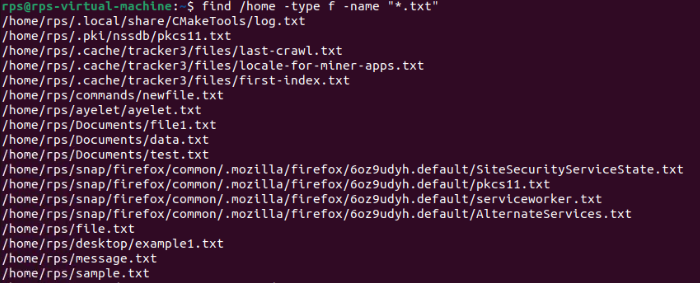 rps@rps-virtual-machine:~$ find /home -type f -name "*.txt"
/home/rps/.local/share/CMakeTools/log.txt
/home/rps/.pki/nssdb/pkcs11.txt
/home/rps/.cache/tracker3/files/last-crawl.txt
/home/rps/.cache/tracker3/files/locale-for-miner-apps.txt
/home/rps/.cache/tracker3/files/first-index.txt
/home/rps/commands/newfile.txt
/home/rps/ayelet/ayelet.txt
/home/rps/Documents/file1.txt
/home/rps/Documents/data.txt
/home/rps/Documents/test.txt
/home/rps/snap/firefox/common/.mozilla/firefox/6oz9udyh.default/SiteSecurityServiceState.txt
/home/rps/snap/firefox/common/.mozilla/firefox/6oz9udyh.default/pkcs11.txt
/home/rps/snap/firefox/common/.mozilla/firefox/6oz9udyh.default/serviceworker.txt
/home/rps/snap/firefox/common/.mozilla/firefox/6oz9udyh.default/AlternateServices.txt
/home/rps/file.txt
/home/rps/desktop/example1.txt
/home/rps/message.txt
/home/rps/sample.txt